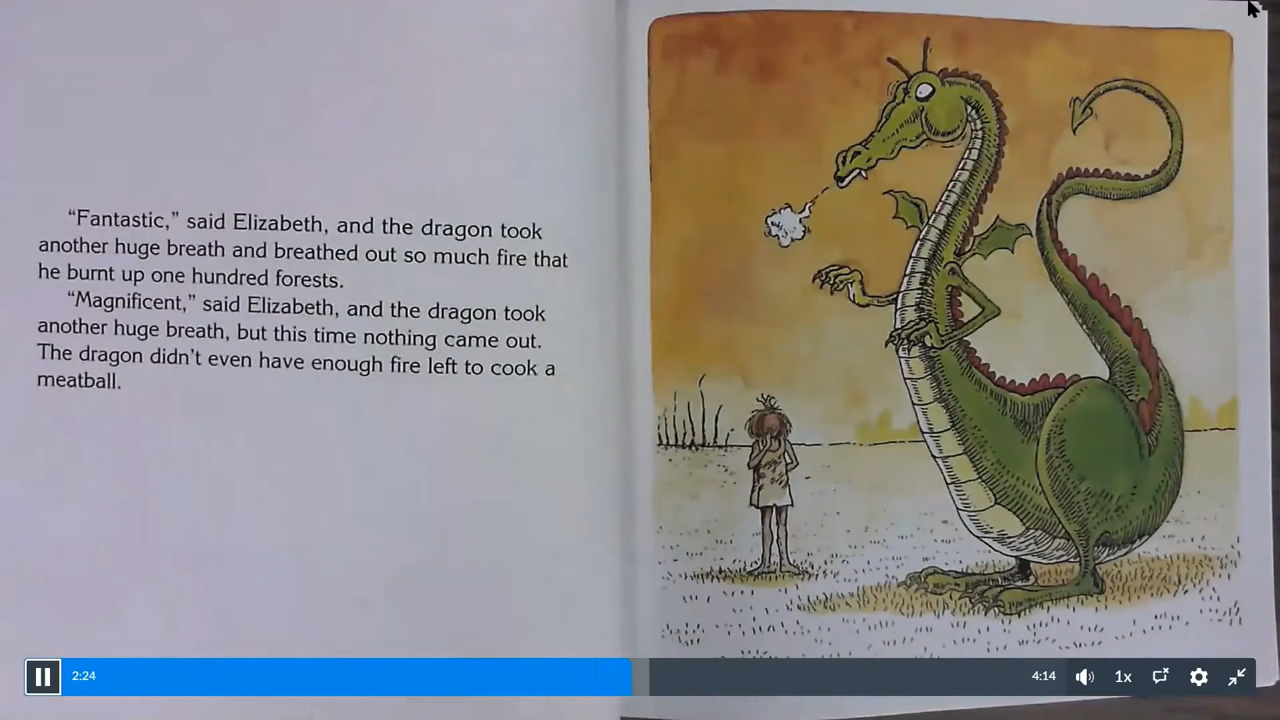 “Fantastic,” said Elizabeth, and the dragon took
another huge breath and breathed out so much fire that
he burnt up one hundred forests.
“Magnificent,” said Elizabeth, and the dragon took
another huge breath, but this time nothing came out.
The dragon didn’t even have enough fire left to cook a
meatball.
2:24
4:14
1x